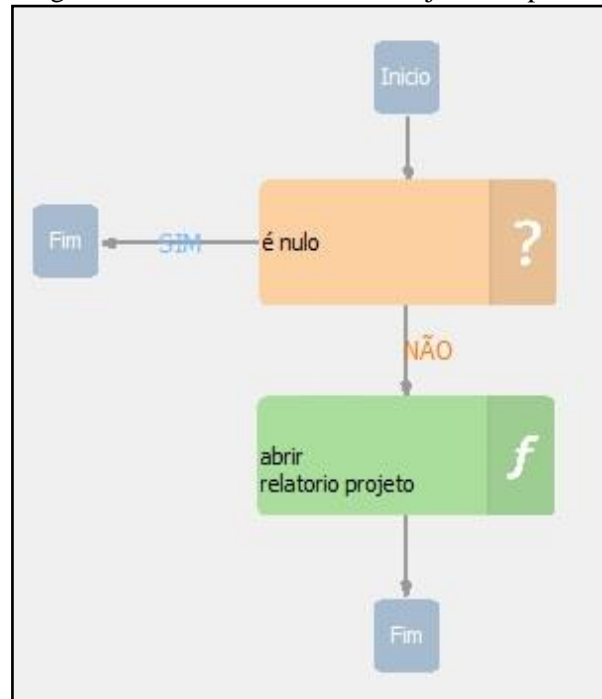 Inicio
Fim
SIM
é nulo
?
NÃO
abrir
relatorio projeto
f
Fim